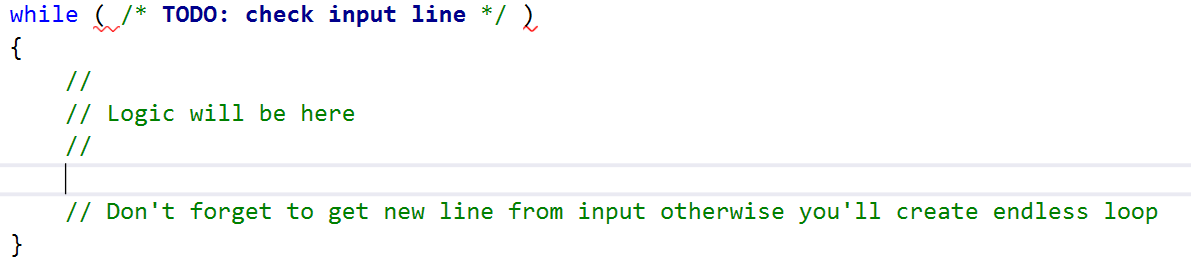 while ( /* TODO: check input line */ )
{
    //
    // Logic will be here
    //
    // Don't forget to get new line from input otherwise you'll create endless loop
}